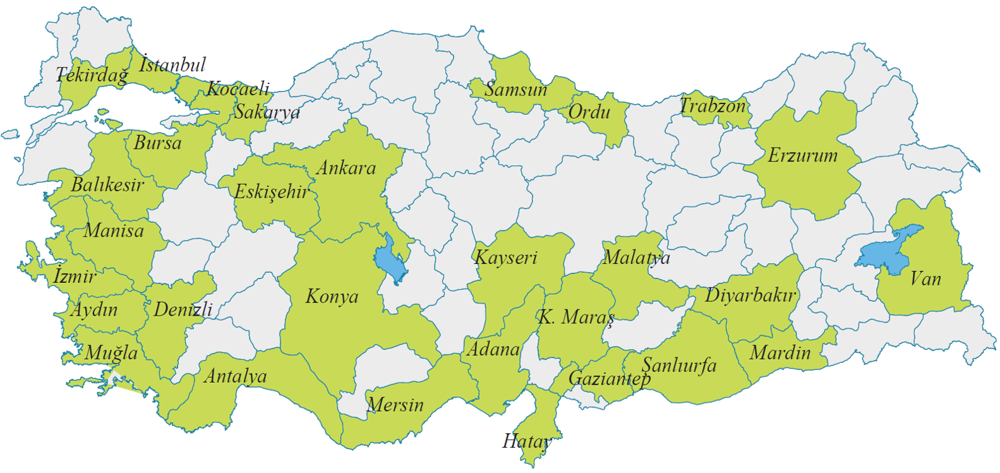 İstanbul
Tekirdağ
Kocaeli
Samsun
Sakarya
Ordu
Trabzon
Bursa
Erzurum
Ankara
Balıkesir
Eskişehir
Manisa
Kayseri
Malatya
İzmir
Van
Konya
Diyarbakır
Aydın
Denizli
K. Maraş
Adana
Muğla
Mardin
Şanlıurfa
Antalya
Gaziantep
Mersin
Hatay